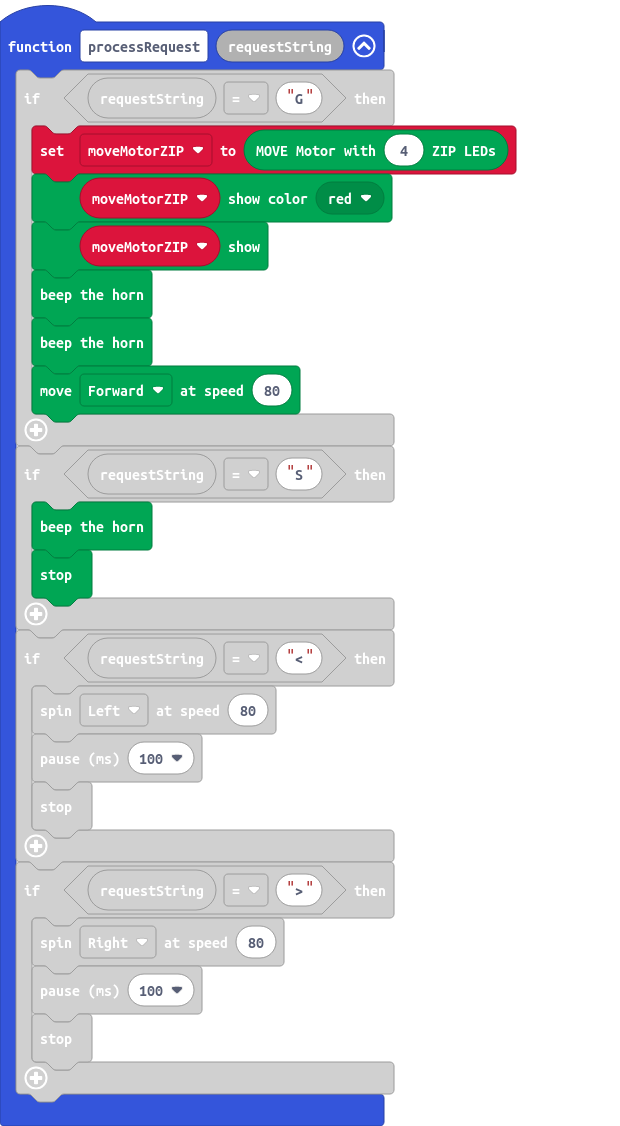 function processRequest requestString
if requestString = "G" then
set moveMotorZIP to MOVE Motor with 4 ZIP LEDs
moveMotorZIP show color red
moveMotorZIP show
beep the horn
beep the horn
move Forward at speed 80
if requestString = "S" then
beep the horn
stop
if requestString = "<" then
spin Left at speed 80
pause (ms) 100
stop
if requestString = ">" then
spin Right at speed 80
pause (ms) 100
stop